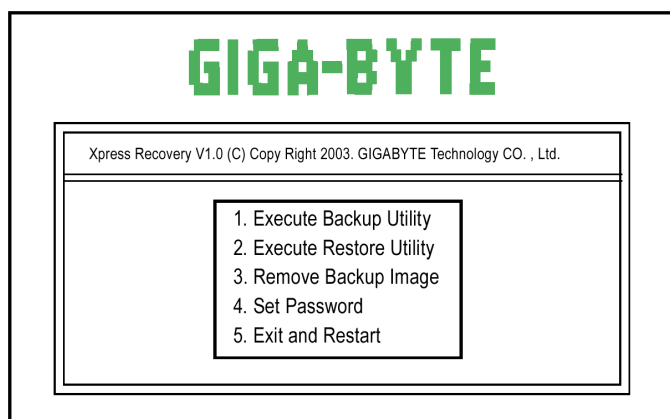 GIGA-BYTE
Xpress Recovery V1.0 (C) Copy Right 2003. GIGABYTE Technology CO. , Ltd.
1. Execute Backup Utility
2. Execute Restore Utility
3. Remove Backup Image
4. Set Password
5. Exit and Restart